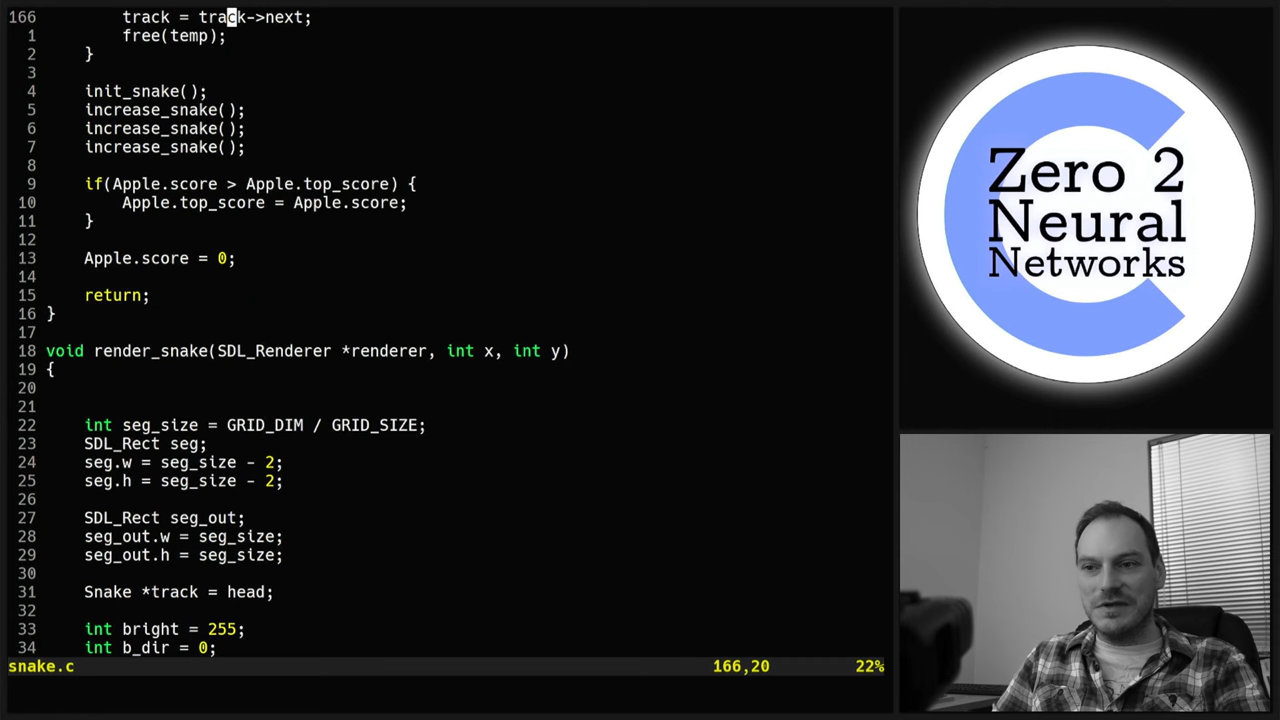 166         track = track->next;
1         free(temp);
2     }
3
4     init_snake();
5     increase_snake();
6     increase_snake();
7     increase_snake();
8
9     if(Apple.score > Apple.top_score) {
10         Apple.top_score = Apple.score;
11     }
12
13     Apple.score = 0;
14
15     return;
16 }
17
18 void render_snake(SDL_Renderer *renderer, int x, int y)
19 {
20
21
22     int seg_size = GRID_DIM / GRID_SIZE;
23     SDL_Rect seg;
24     seg.w = seg_size - 2;
25     seg.h = seg_size - 2;
26
27     SDL_Rect seg_out;
28     seg_out.w = seg_size;
29     seg_out.h = seg_size;
30
31     Snake *track = head;
32
33     int bright = 255;
34     int b_dir = 0;
snake.c 166,20 22%
Zero 2
Neural
Networks